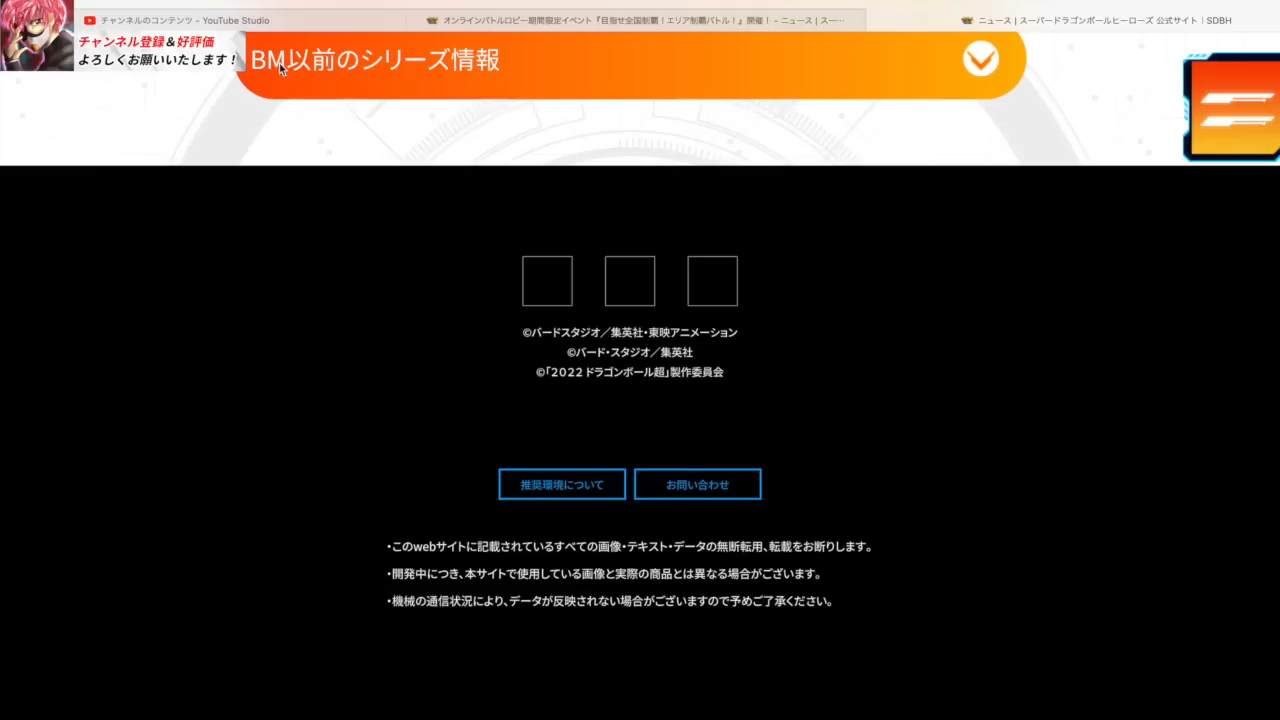 チャンネルのコンテンツ - YouTube Studio
オンラインバトルロビー期間限定イベント『目指せ全国制覇！エリア制覇バトル！』開催！ - ニュース | スー…
ニュース | スーパードラゴンボールヒーローズ 公式サイト｜SDBH
チャンネル登録＆好評価
よろしくお願いいたします！
BM以前のシリーズ情報
©バードスタジオ／集英社・東映アニメーション
©バード・スタジオ／集英社
©「2022 ドラゴンボール超」製作委員会
推奨環境について
お問い合わせ
・このwebサイトに記載されているすべての画像・テキスト・データの無断転用、転載をお断りします。
・開発中につき、本サイトで使用している画像と実際の商品とは異なる場合がございます。
・機械の通信状況により、データが反映されない場合がございますので予めご了承ください。